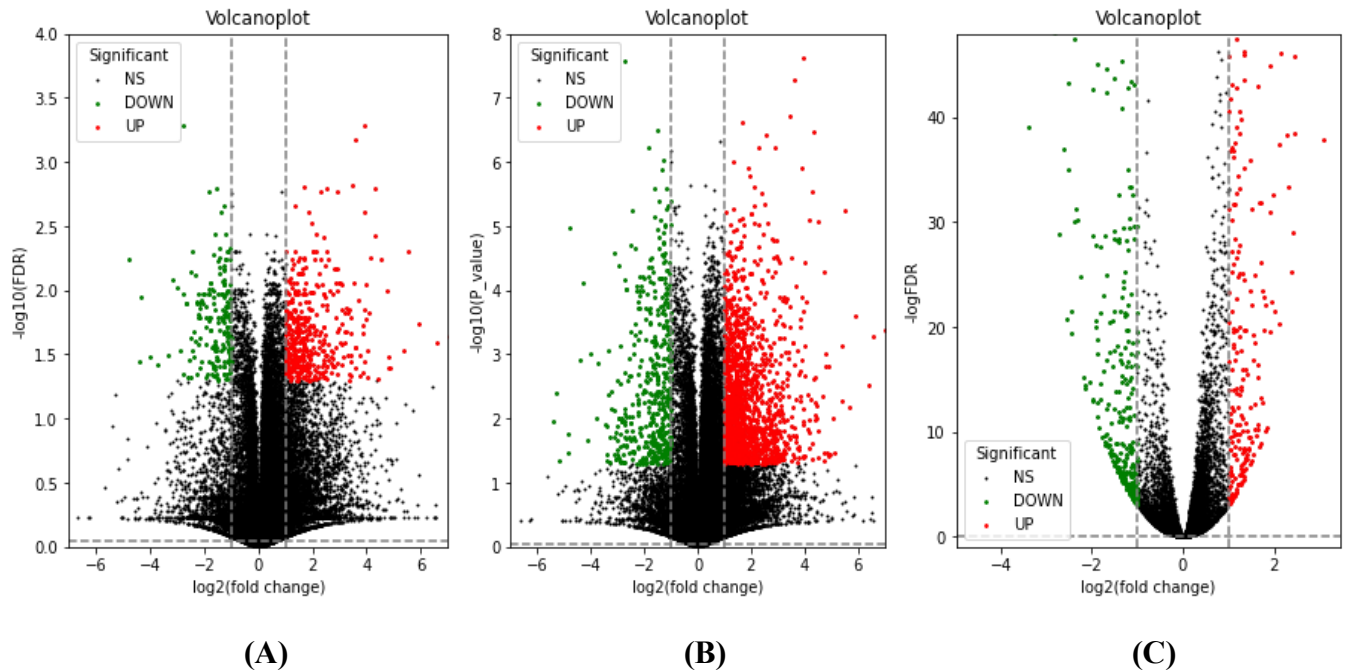 Volcanoplot
Significant
NS
DOWN
UP
-log10(FDR)
4.0
3.5
3.0
2.5
2.0
1.5
1.0
0.5
0.0
−6 −4 −2 0 2 4 6
log2(fold change)
(A)
Volcanoplot
Significant
NS
DOWN
UP
-log10(P_value)
8
7
6
5
4
3
2
1
0
−6 −4 −2 0 2 4 6
log2(fold change)
(B)
Volcanoplot
-logFDR
40
30
20
10
0
Significant
NS
DOWN
UP
−4 −2 0 2
log2(fold change)
(C)